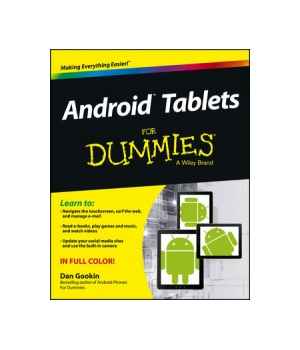 Making Everything Easier!™
Android™ Tablets
FOR
DUMMIES®
A Wiley Brand
Learn to:
• Navigate the touchscreen, surf the web,
and manage e-mail
• Read e-books, play games and music,
and watch videos
• Update your social media sites
and use the built-in camera
IN FULL COLOR!
Dan Gookin
Bestselling author of Android Phones
For Dummies